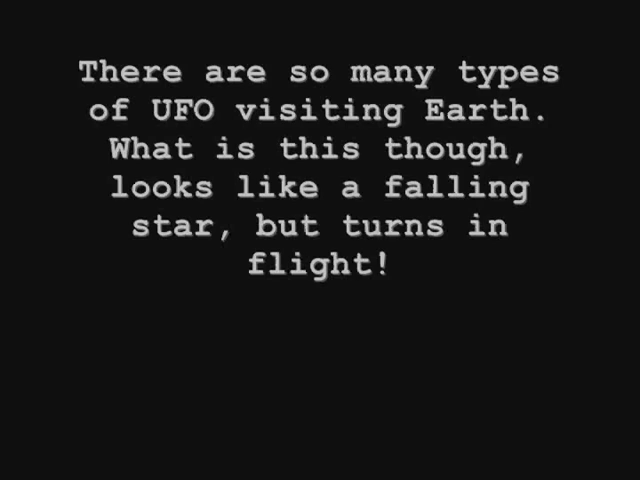 There are so many types
of UFO visiting Earth.
What is this though,
looks like a falling
star, but turns in
flight!